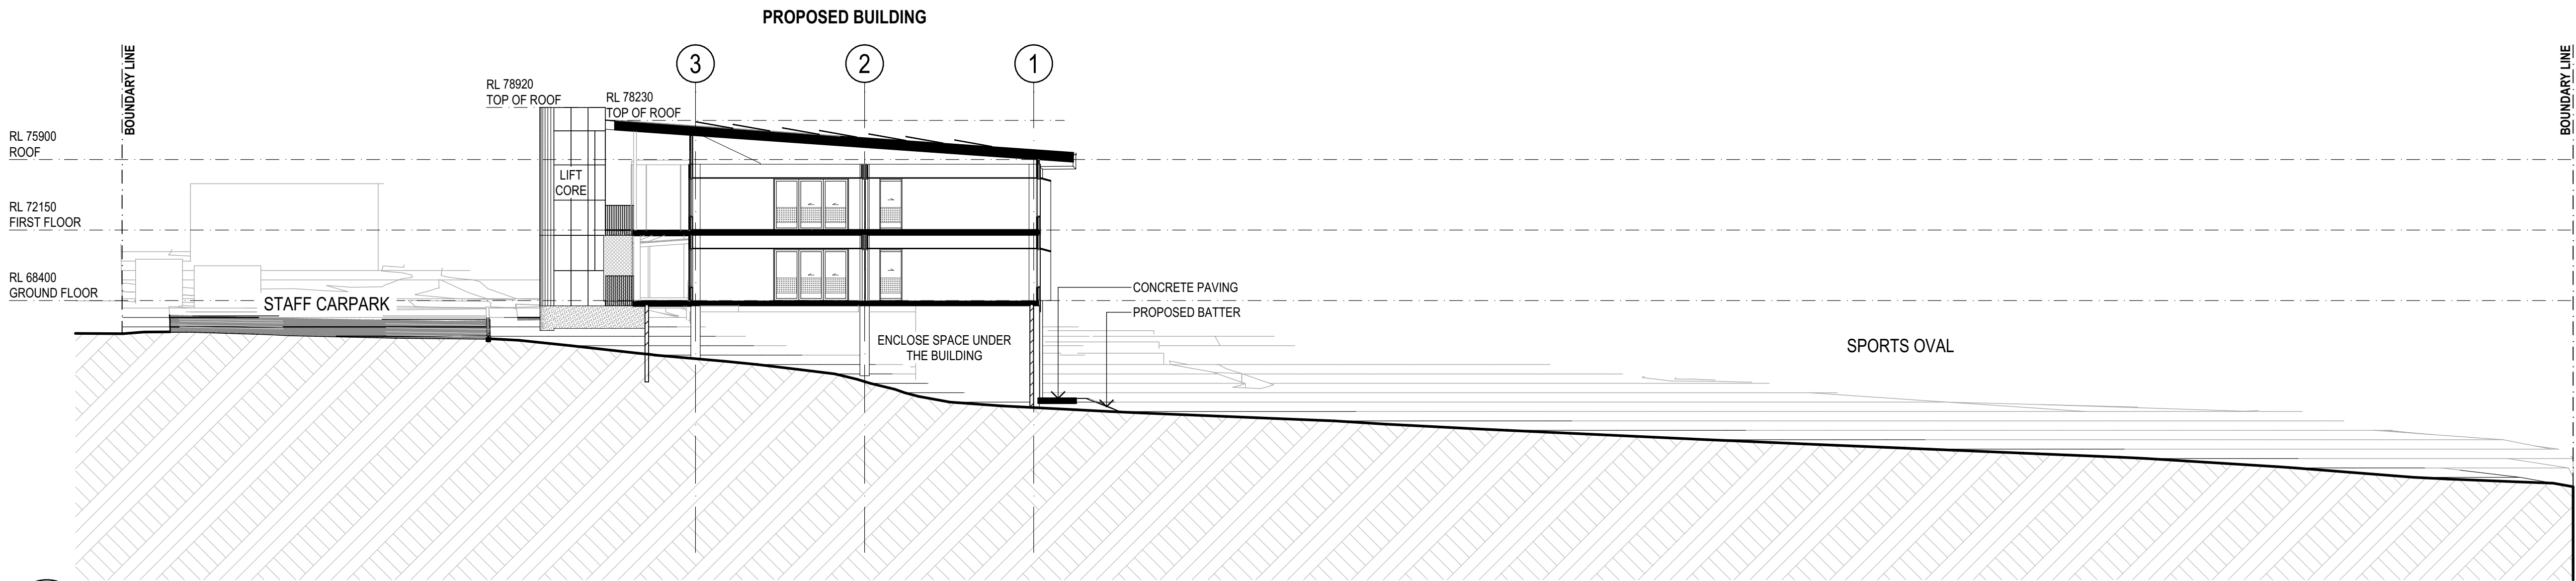 PROPOSED BUILDING
BOUNDARY LINE
3
2
1
BOUNDARY LINE
RL 78920
TOP OF ROOF
RL 78230
TOP OF ROOF
RL 75900
ROOF
LIFT
CORE
RL 72150
FIRST FLOOR
RL 68400
GROUND FLOOR
STAFF CARPARK
CONCRETE PAVING
PROPOSED BATTER
ENCLOSE SPACE UNDER
THE BUILDING
SPORTS OVAL